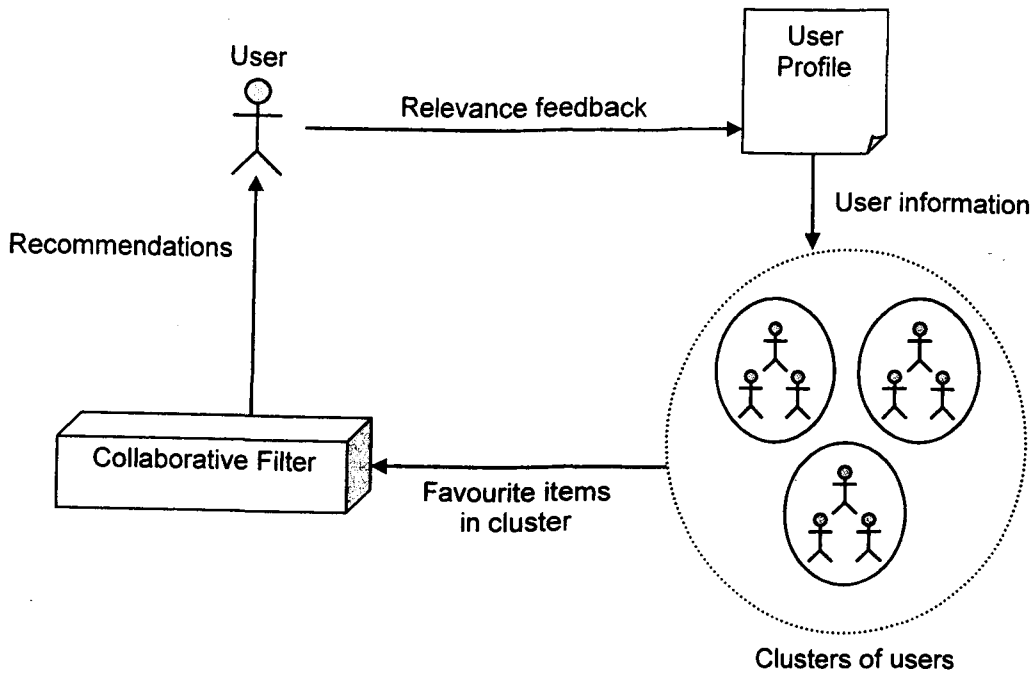 User
User
Profile
Relevance feedback
User information
Recommendations
Collaborative Filter
Favourite items
in cluster
Clusters of users